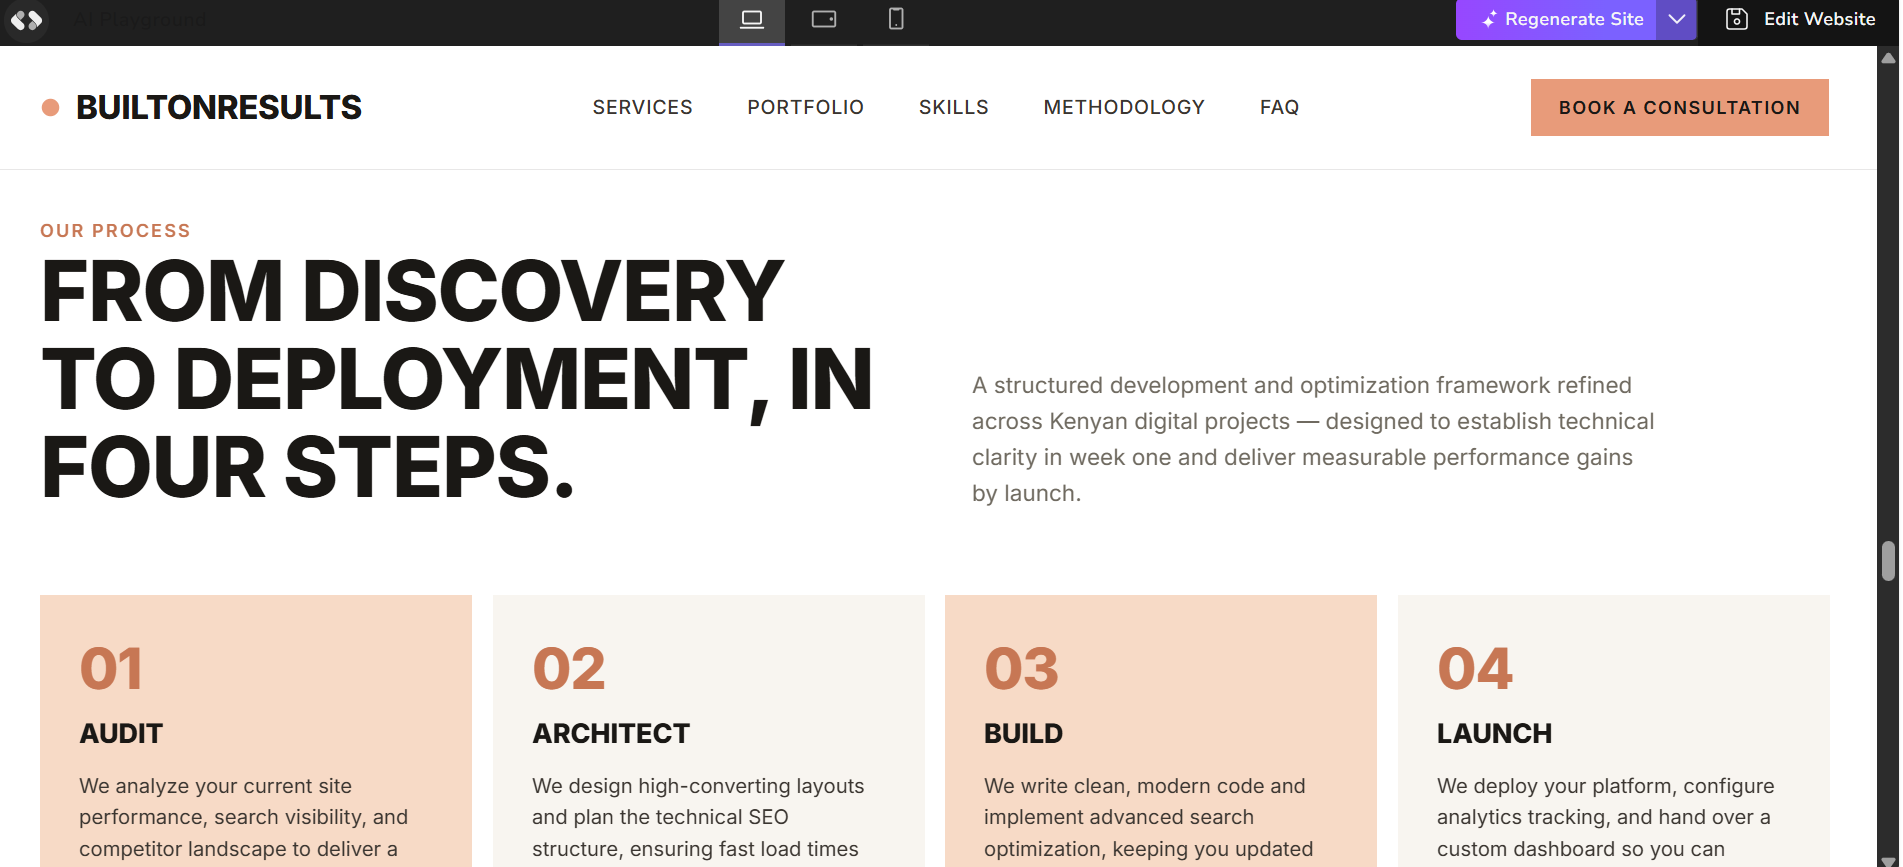 AI Playground
Regenerate Site
Edit Website
BUILTONRESULTS
SERVICES
PORTFOLIO
SKILLS
METHODOLOGY
FAQ
BOOK A CONSULTATION
OUR PROCESS
FROM DISCOVERY
TO DEPLOYMENT, IN
FOUR STEPS.
A structured development and optimization framework refined
across Kenyan digital projects — designed to establish technical
clarity in week one and deliver measurable performance gains
by launch.
01
AUDIT
We analyze your current site
performance, search visibility, and
competitor landscape to deliver a
02
ARCHITECT
We design high-converting layouts
and plan the technical SEO
structure, ensuring fast load times
03
BUILD
We write clean, modern code and
implement advanced search
optimization, keeping you updated
04
LAUNCH
We deploy your platform, configure
analytics tracking, and hand over a
custom dashboard so you can